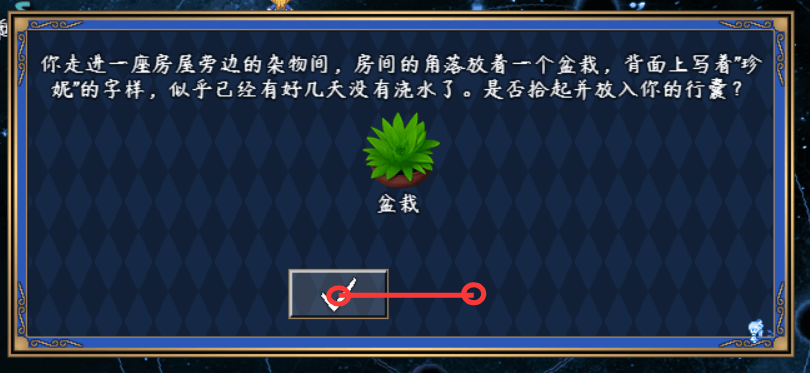 你走进一座房屋旁边的杂物间，房间的角落放着一个盆栽，背面上写着"珍
妮"的字样，似乎已经有好几天没有浇水了。是否拾起并放入你的行囊？
盆栽